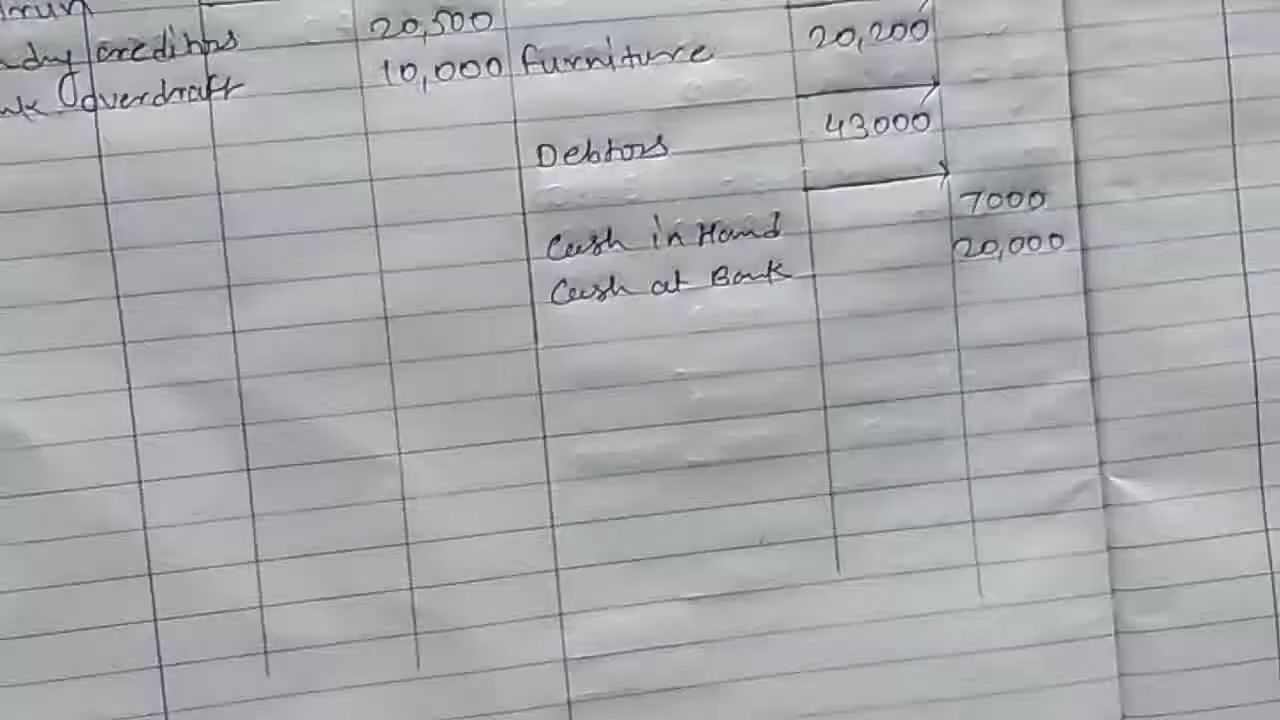 20,500
creditors 10,000 Furniture 20,200
overdraft
Debtors 43000
7000
Cash in Hand 20,000
Cash at Bank